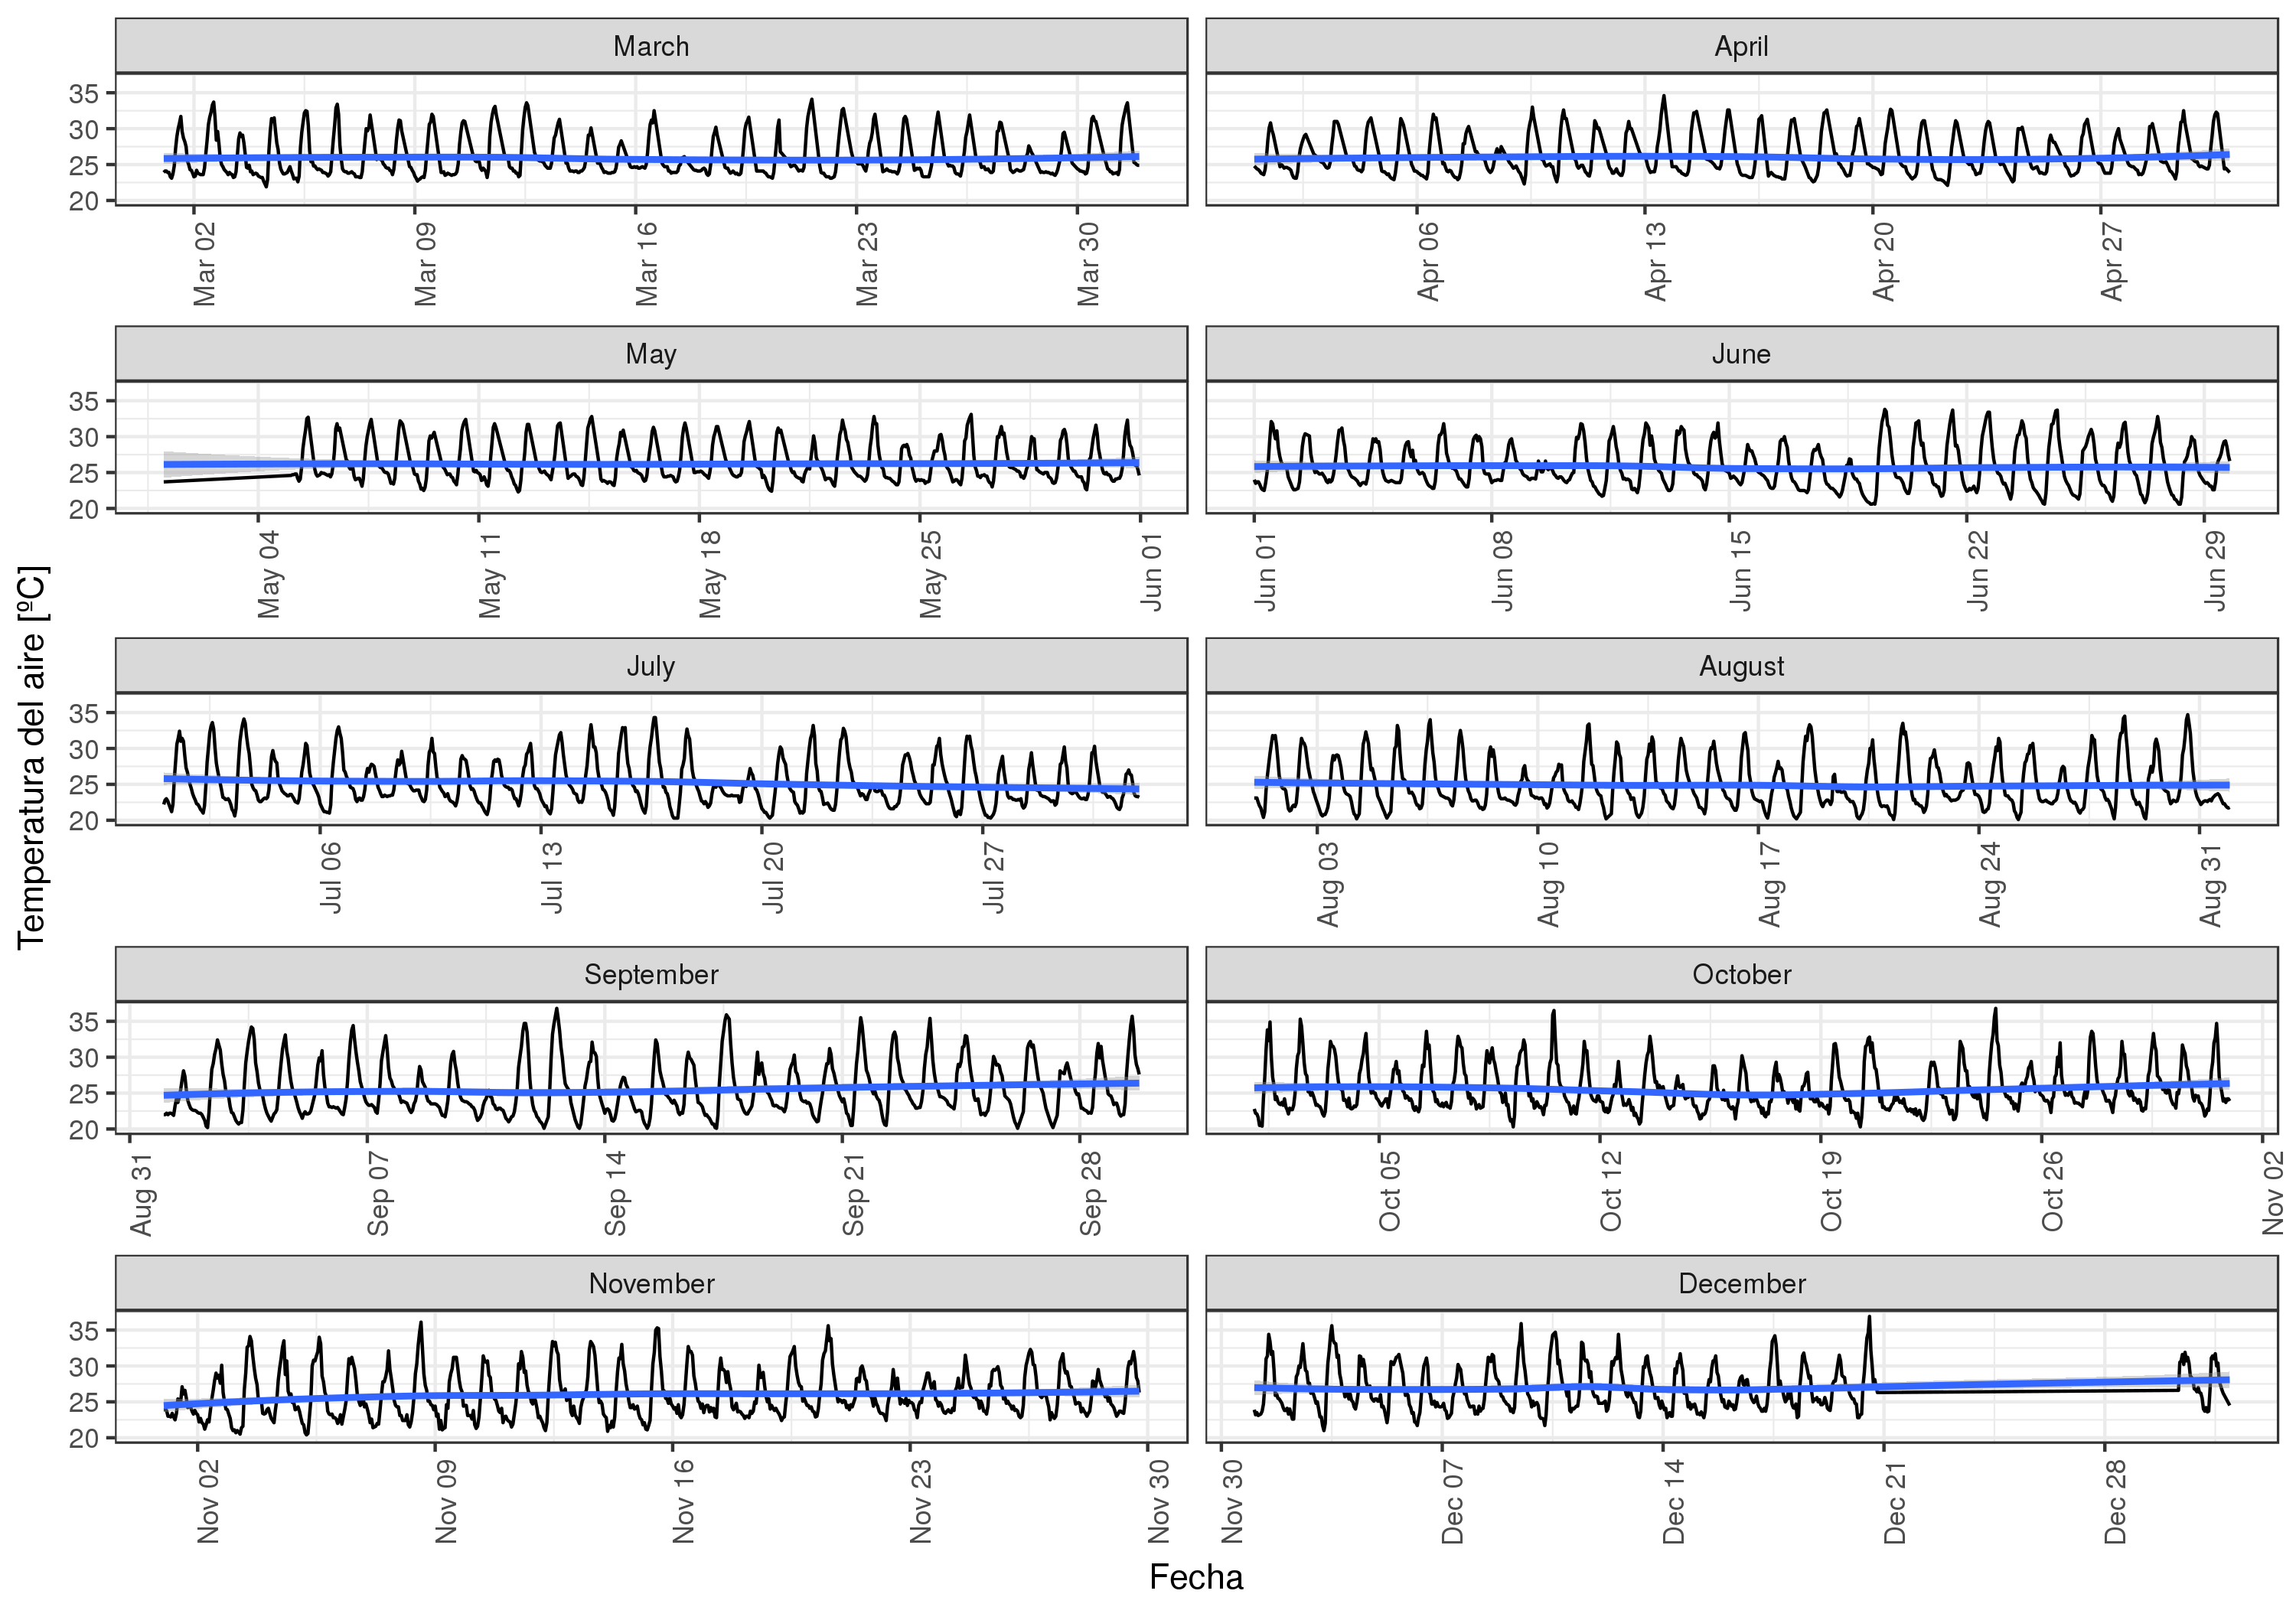 March
April
35
30
25
20
Mar 02
Mar 09
Mar 16
Mar 23
Mar 30
Apr 06
Apr 13
Apr 20
Apr 27
May
June
35
30
25
20
May 04
May 11
May 18
May 25
Jun 01
Jun 01
Jun 08
Jun 15
Jun 22
Jun 29
Temperatura del aire [ºC]
July
August
35
30
25
20
Jul 06
Jul 13
Jul 20
Jul 27
Aug 03
Aug 10
Aug 17
Aug 24
Aug 31
September
October
35
30
25
20
Aug 31
Sep 07
Sep 14
Sep 21
Sep 28
Oct 05
Oct 12
Oct 19
Oct 26
Nov 02
November
December
35
30
25
20
Nov 02
Nov 09
Nov 16
Nov 23
Nov 30
Nov 30
Dec 07
Dec 14
Dec 21
Dec 28
Fecha